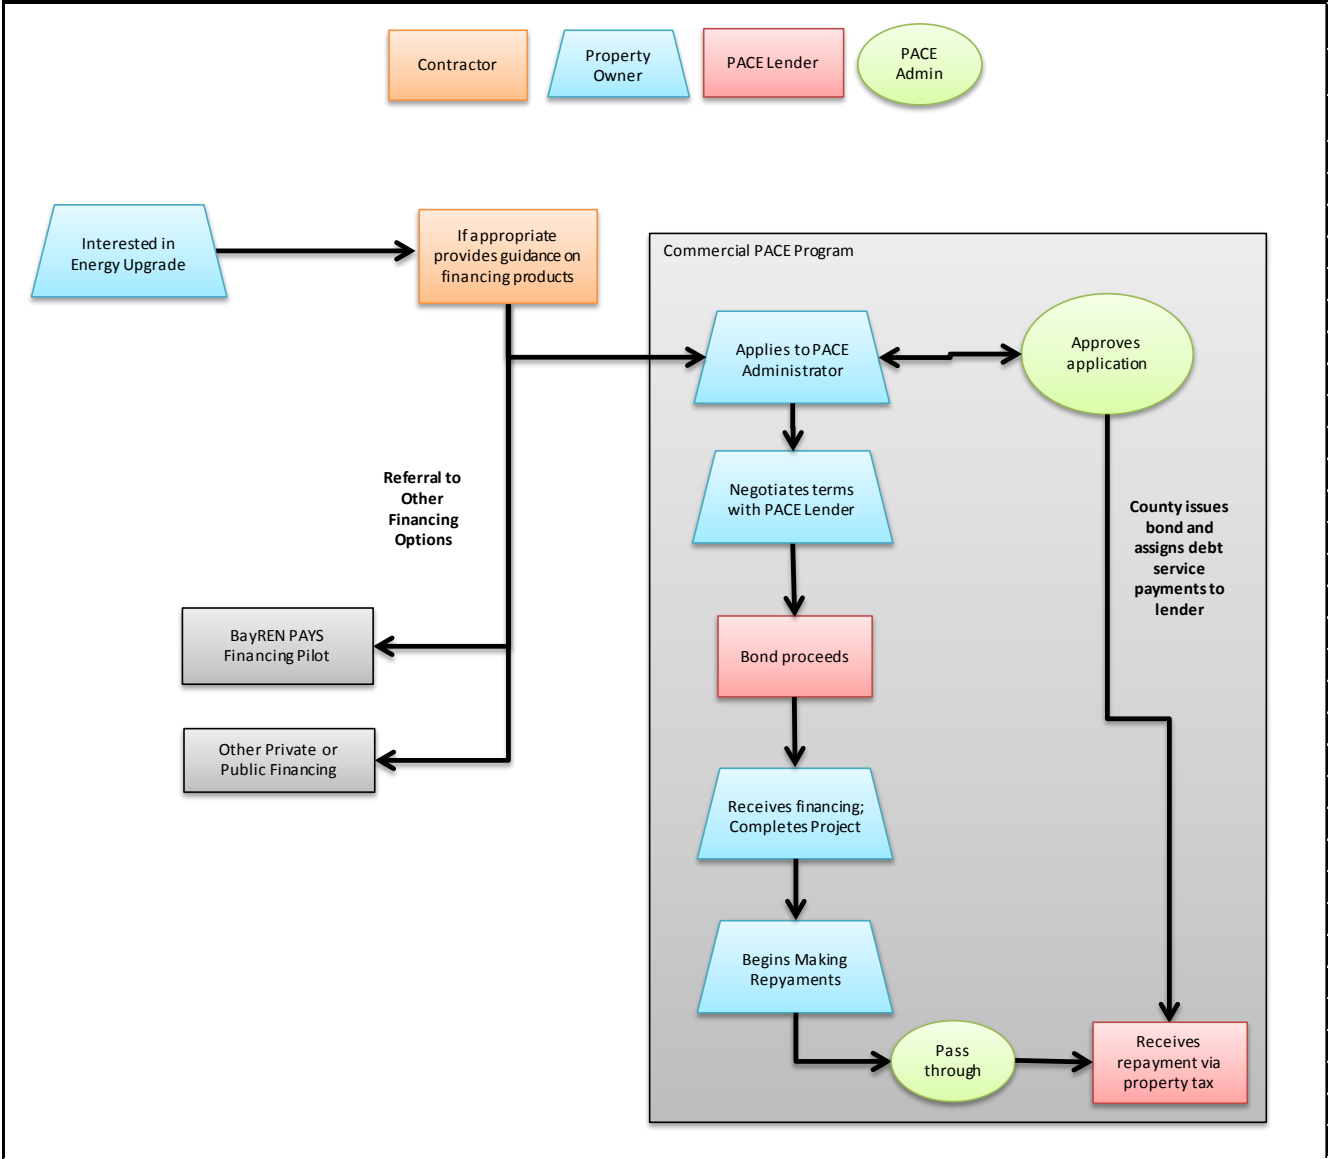 Contractor
Property
Owner
PACE Lender
PACE
Admin
Interested in
Energy Upgrade
If appropriate
provides guidance on
financing products
Commercial PACE Program
Applies to PACE
Administrator
Approves
application
Negotiates terms
with PACE Lender
Referral to
Other
Financing
Options
County issues
bond and
assigns debt
service
payments to
lender
BayREN PAYS
Financing Pilot
Bond proceeds
Other Private or
Public Financing
Receives financing;
Completes Project
Begins Making
Repyaments
Pass
through
Receives
repayment via
property tax